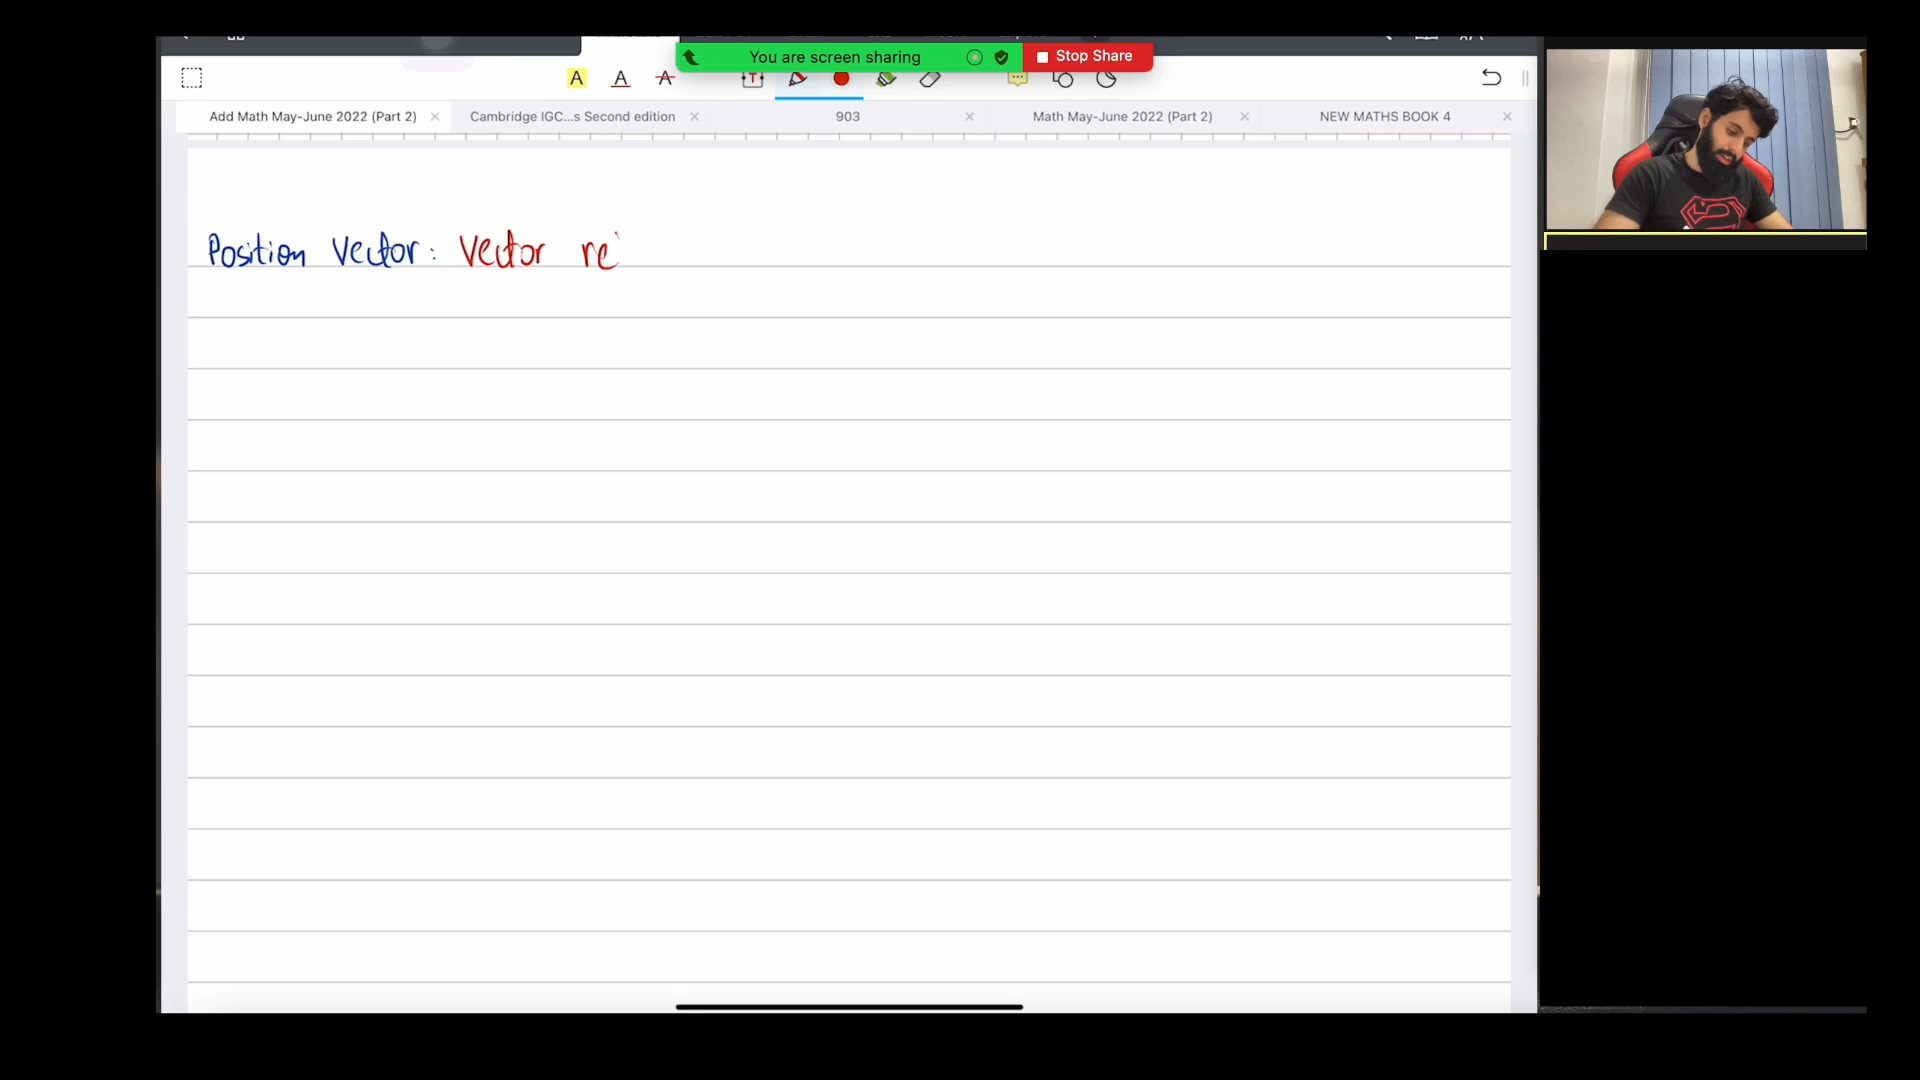 You are screen sharing
Stop Share
Add Math May-June 2022 (Part 2)
Cambridge IGC...s Second edition
903
Math May-June 2022 (Part 2)
NEW MATHS BOOK 4
Position Vector: Vector re